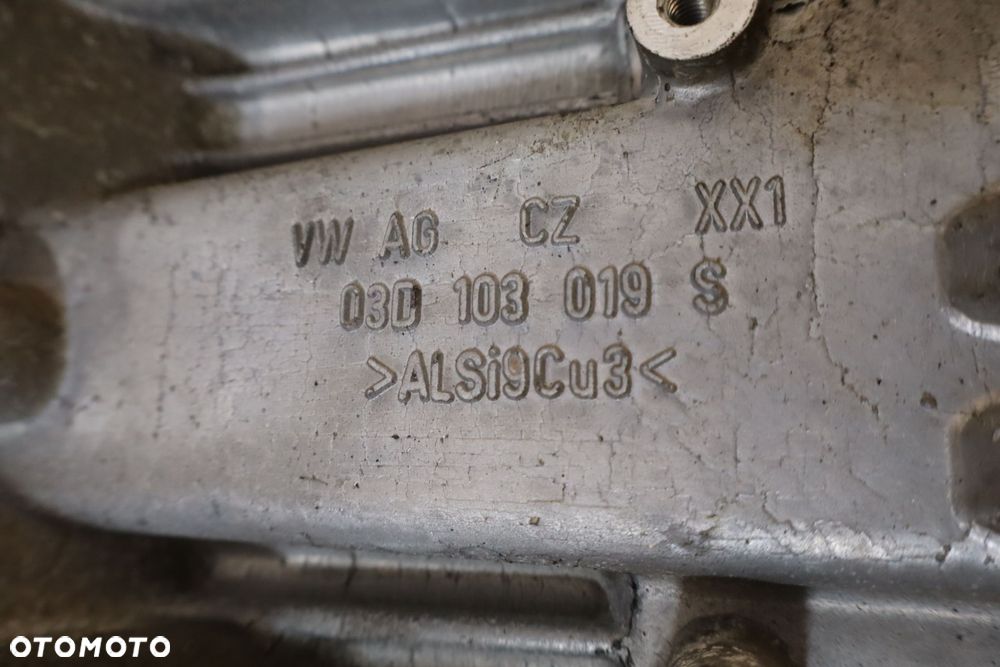 VW AG CZ XX1
03D 103 019 S
>ALSi9Cu3<
OTOMOTO